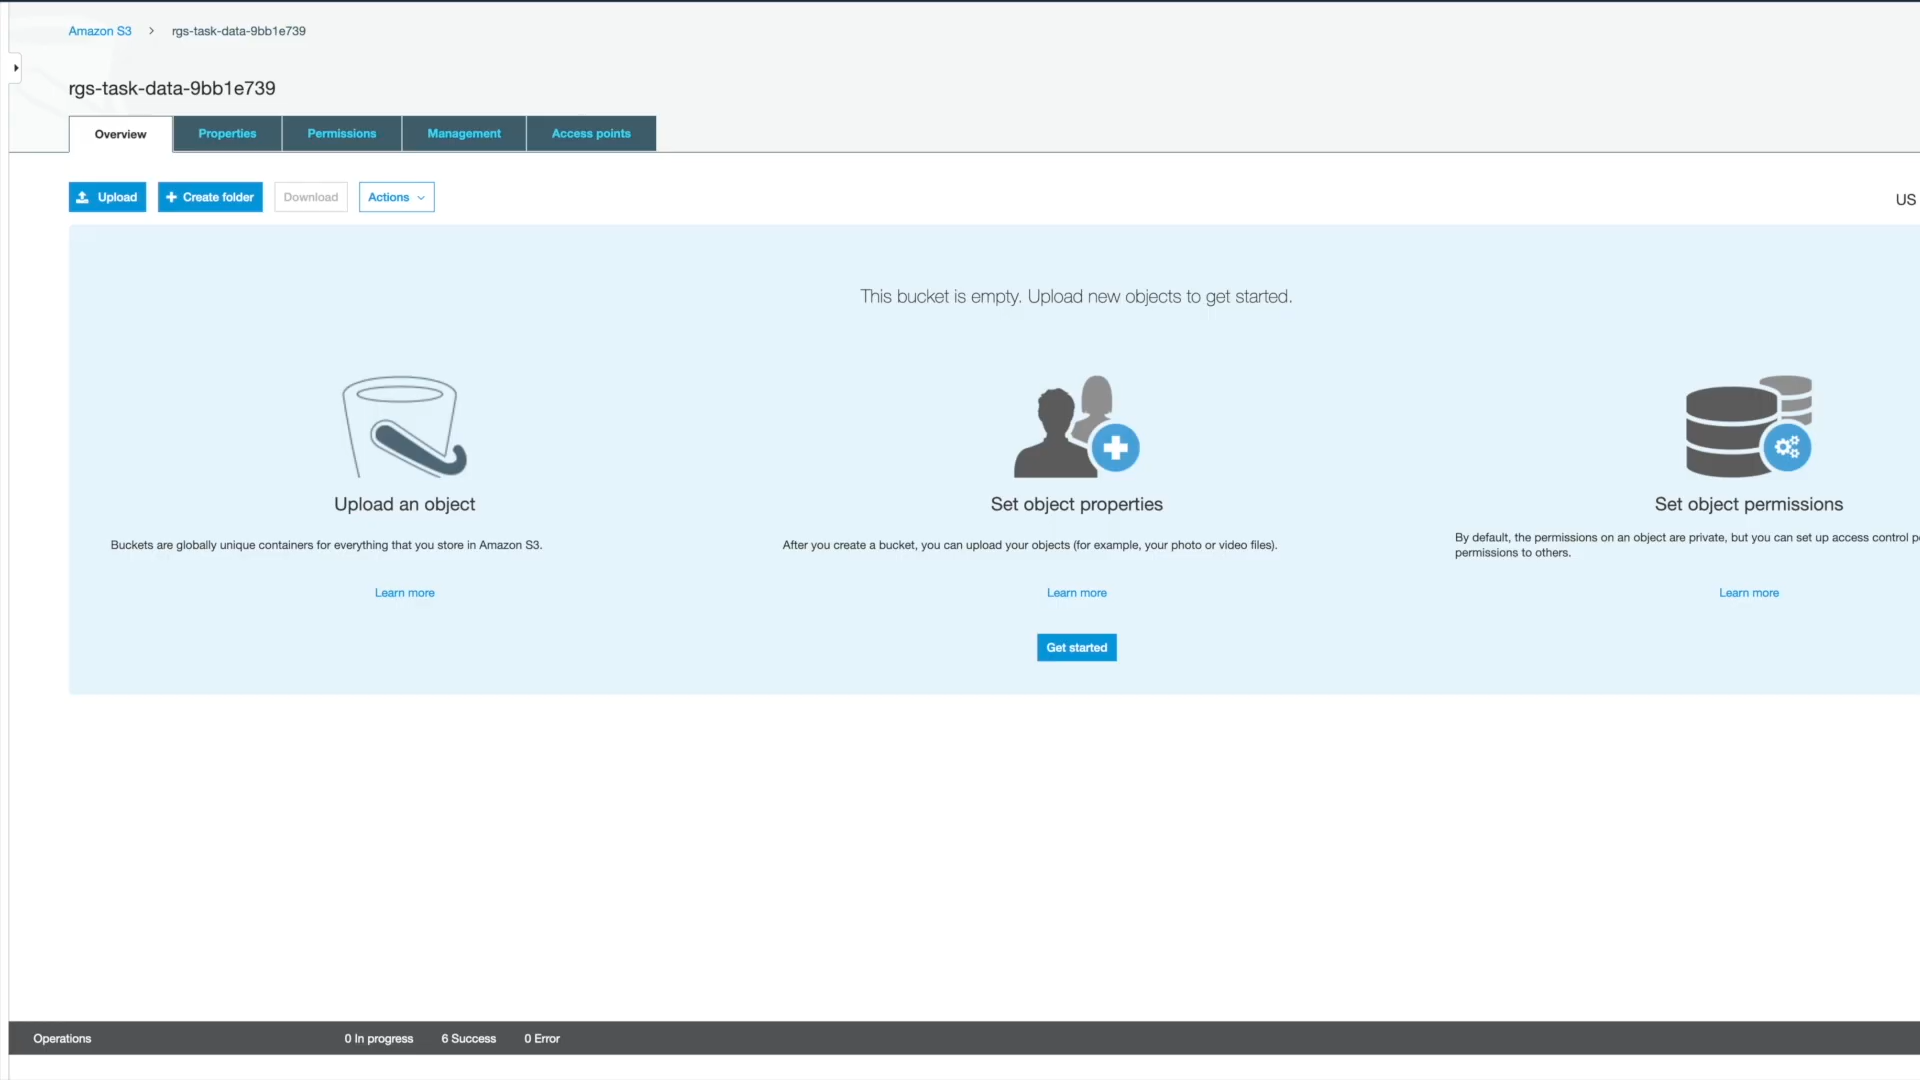 Amazon S3 > rgs-task-data-9bb1e739
rgs-task-data-9bb1e739
Overview Properties Permissions Management Access points
Upload Create folder Download Actions
US
This bucket is empty. Upload new objects to get started.
Upload an object
Buckets are globally unique containers for everything that you store in Amazon S3.
Learn more
Set object properties
After you create a bucket, you can upload your objects (for example, your photo or video files).
Learn more
Get started
Set object permissions
By default, the permissions on an object are private, but you can set up access control p
permissions to others.
Learn more
Operations 0 In progress 6 Success 0 Error